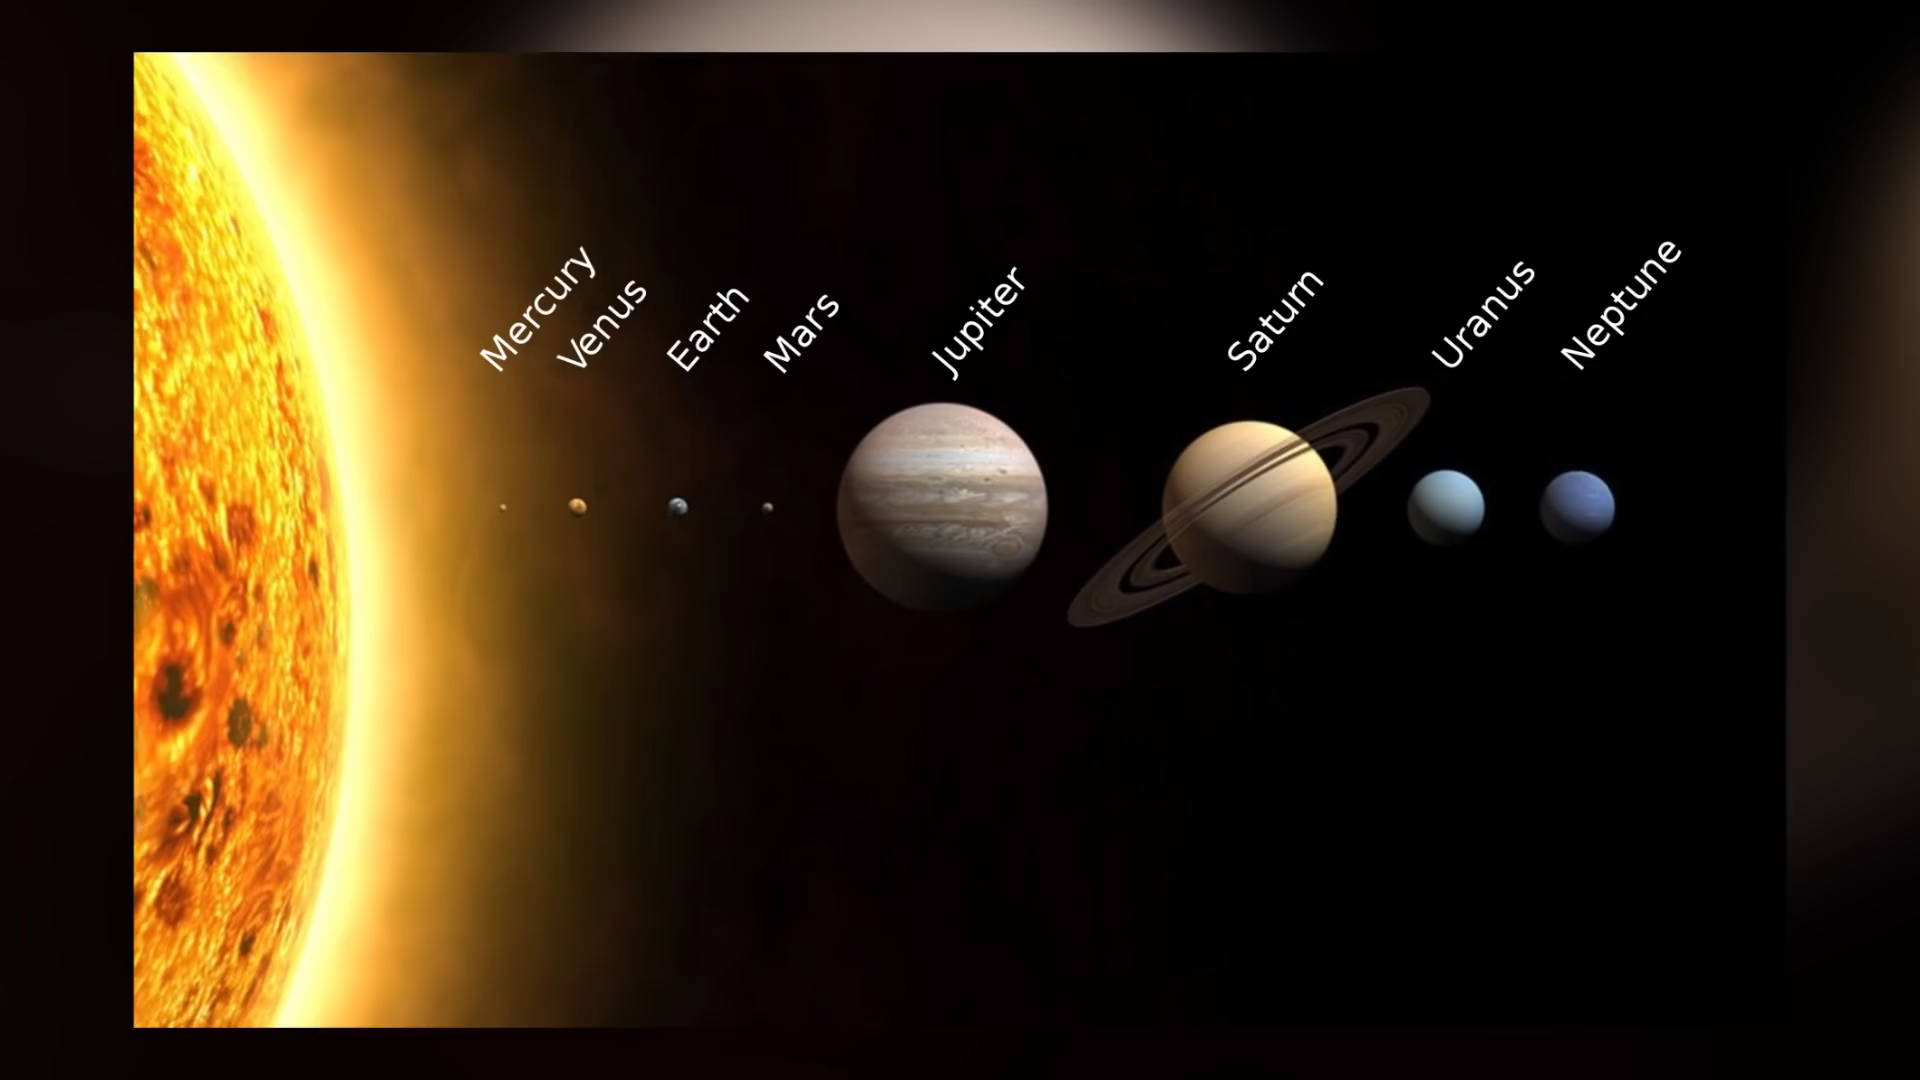 Mercury
Venus
Earth
Mars
Jupiter
Saturn
Uranus
Neptune